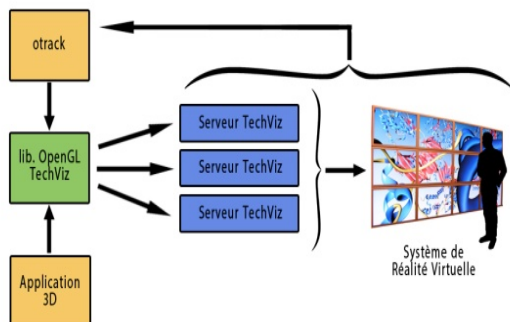 otrack
lib. OpenGL
TechViz
Application
3D
Serveur TechViz
Serveur TechViz
Serveur TechViz
Système de
Réalité Virtuelle